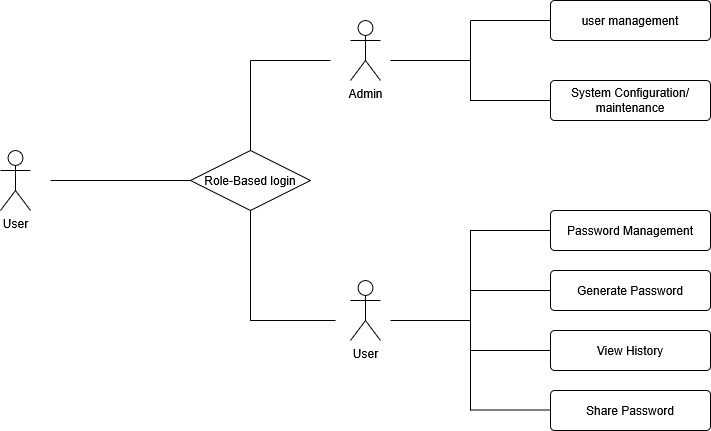 user management
Admin
System Configuration/
maintenance
User
Role-Based login
Password Management
Generate Password
User
View History
Share Password